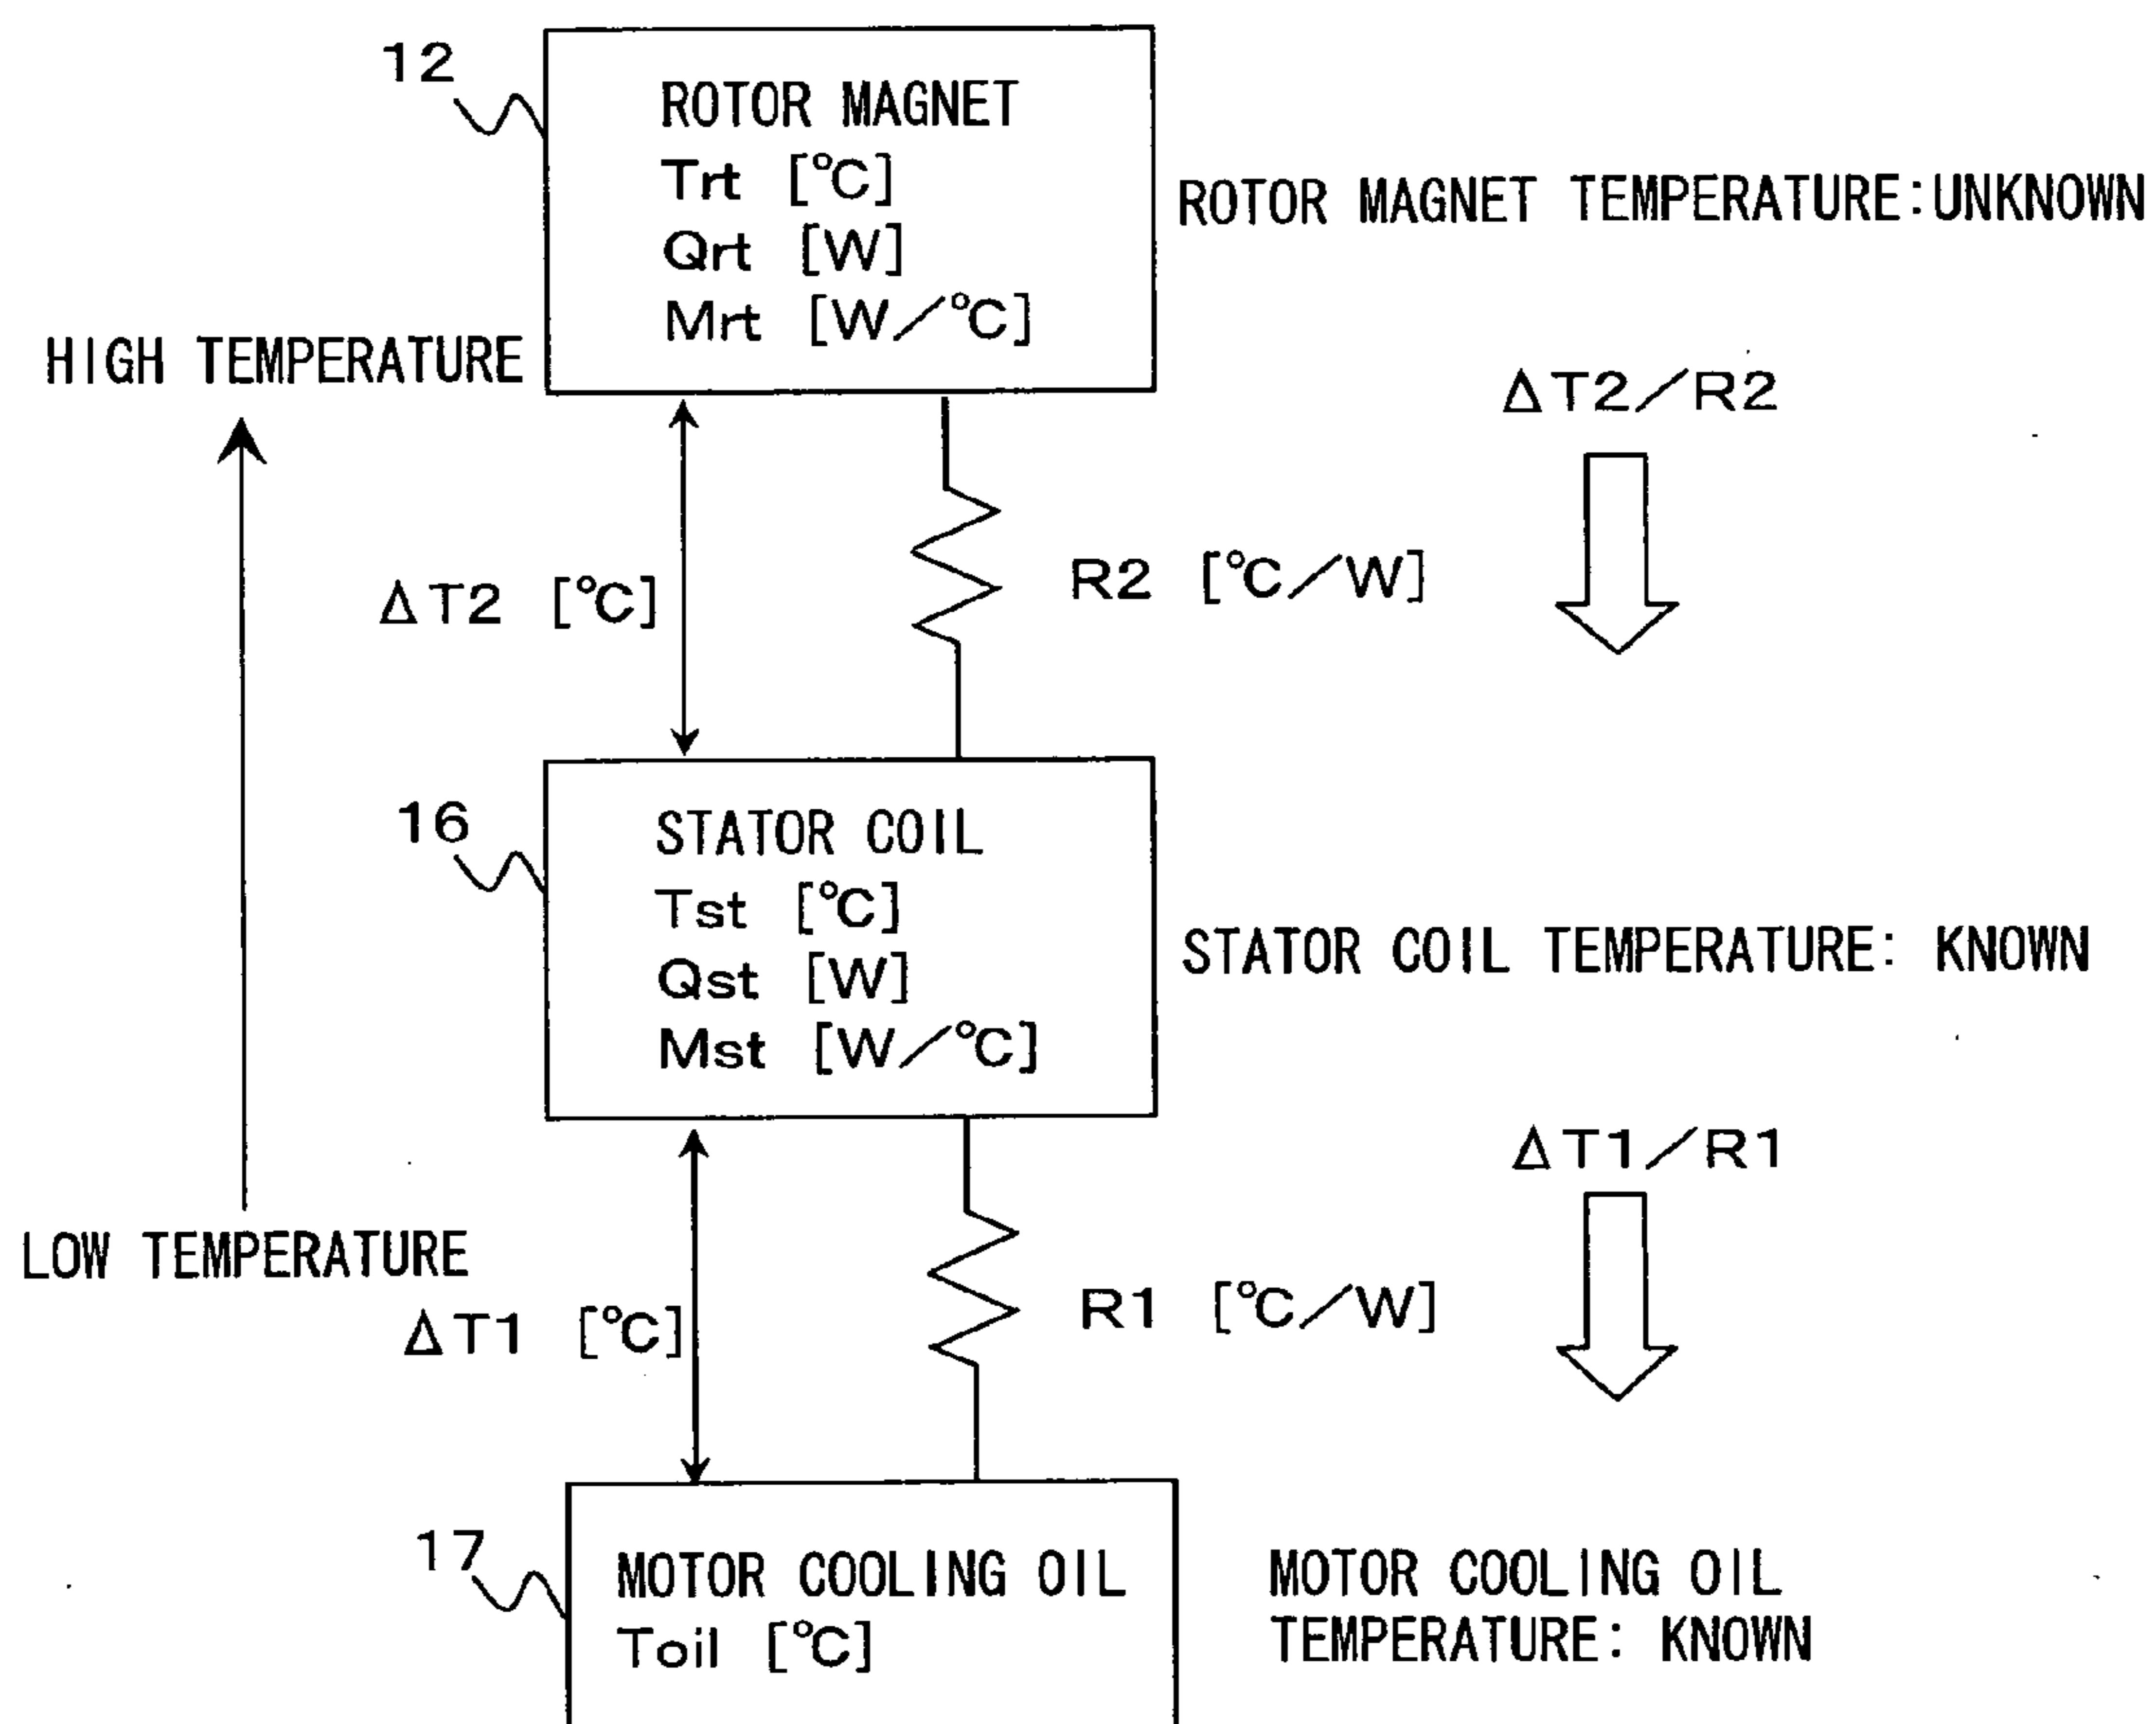 12
ROTOR MAGNET
Trt [℃]
Qrt [W]
Mrt [W/℃]
ROTOR MAGNET TEMPERATURE:UNKNOWN
HIGH TEMPERATURE
ΔT2/R2
ΔT2 [℃]
R2 [℃/W]
16
STATOR COIL
Tst [℃]
Qst [W]
Mst [W/℃]
STATOR COIL TEMPERATURE: KNOWN
ΔT1/R1
LOW TEMPERATURE
ΔT1 [℃]
R1 [℃/W]
17
MOTOR COOLING OIL
Toil [℃]
MOTOR COOLING OIL
TEMPERATURE: KNOWN